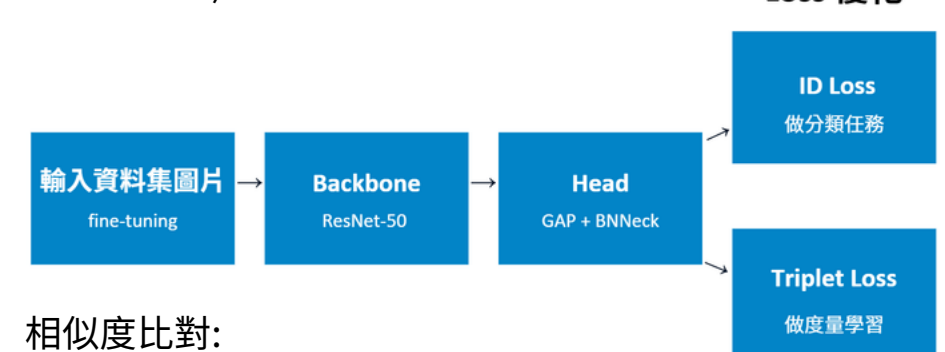 ID Loss
做分類任務
輸入資料集圖片
fine-tuning
→
Backbone
ResNet-50
→
Head
GAP + BNNeck
Triplet Loss
做度量學習
相似度比對: